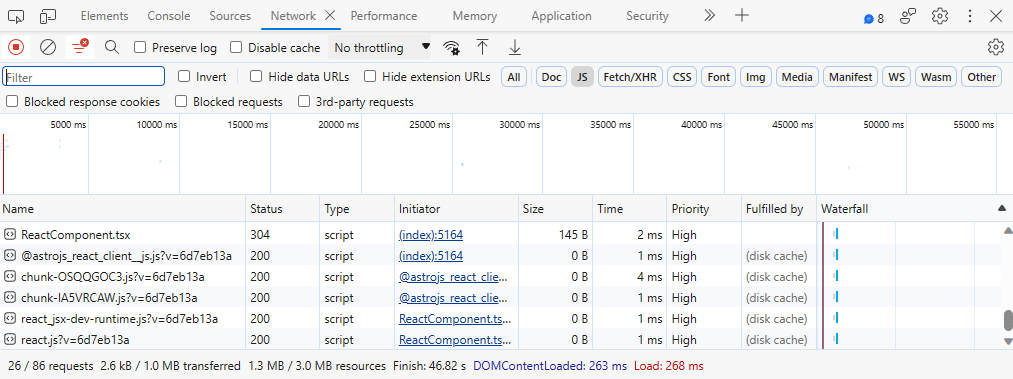 Elements Console Sources Network Performance Memory Application Security 8
Preserve log Disable cache No throttling
Filter Invert Hide data URLs Hide extension URLs All Doc JS Fetch/XHR CSS Font Img Media Manifest WS Wasm Other
Blocked response cookies Blocked requests 3rd-party requests
5000 ms 10000 ms 15000 ms 20000 ms 25000 ms 30000 ms 35000 ms 40000 ms 45000 ms 50000 ms 55000 ms
Name Status Type Initiator Size Time Priority Fulfilled by Waterfall
ReactComponent.tsx 304 script (index):5164 145 B 2 ms High
@astrojs_react_client__js.js?v=6d7eb13a 200 script (index):5164 0 B 1 ms High (disk cache)
chunk-OSQQGOC3.js?v=6d7eb13a 200 script @astrojs_react_clie... 0 B 4 ms High (disk cache)
chunk-IA5VRCAW.js?v=6d7eb13a 200 script @astrojs_react_clie... 0 B 1 ms High (disk cache)
react_jsx-dev-runtime.js?v=6d7eb13a 200 script ReactComponent.ts... 0 B 1 ms High (disk cache)
react.js?v=6d7eb13a 200 script ReactComponent.ts... 0 B 1 ms High (disk cache)
26 / 86 requests 2.6 kB / 1.0 MB transferred 1.3 MB / 3.0 MB resources Finish: 46.82 s DOMContentLoaded: 263 ms Load: 268 ms